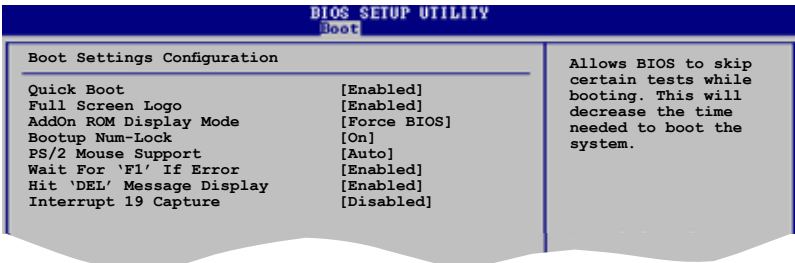 BIOS SETUP UTILITY
Boot
Boot Settings Configuration
Quick Boot [Enabled]
Full Screen Logo [Enabled]
AddOn ROM Display Mode [Force BIOS]
Bootup Num-Lock [On]
PS/2 Mouse Support [Auto]
Wait For ‘F1’ If Error [Enabled]
Hit ‘DEL’ Message Display [Enabled]
Interrupt 19 Capture [Disabled]
Allows BIOS to skip
certain tests while
booting. This will
decrease the time
needed to boot the
system.